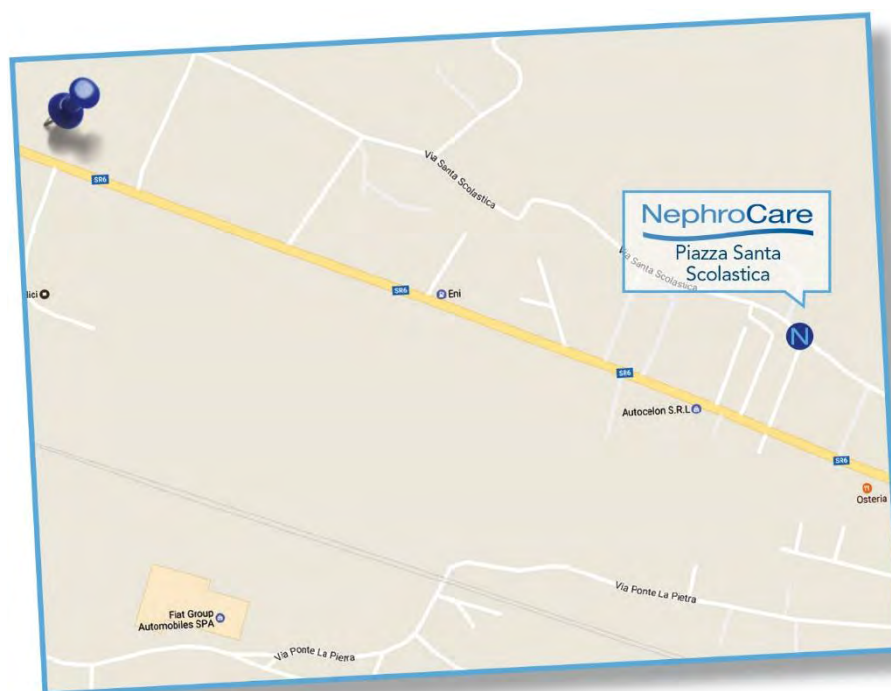 Via Santa Scolastica
SR6
NephroCare
Piazza Santa
Scolastica
Via Santa Scolastica
lici
SR6
Eni
N
SR6
Autocelon S.R.L
SR6
Osteria
Via Ponte La Pietra
Fiat Group
Automobiles SPA
Via Ponte La Pietra